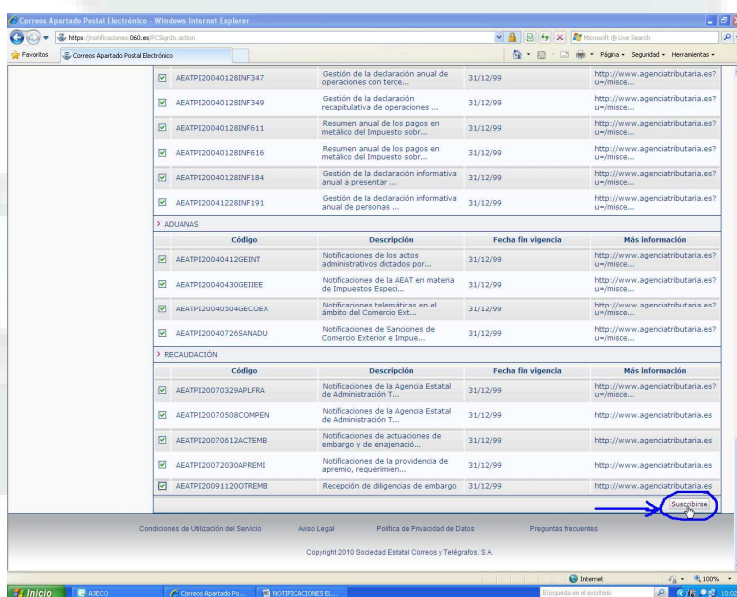 Correos Apartado Postal Electrónico - Windows Internet Explorer
https://notificaciones.060.es/PCSignIn.action
Microsoft ® Live Search
Favoritos
Correos Apartado Postal Electrónico
Página
Seguridad
Herramientas
AEATPI20040128INF347 Gestión de la declaración anual de operaciones con terce... 31/12/99 http://www.agenciatributaria.es?u=/misce...
AEATPI20040128INF349 Gestión de la declaración recapitulativa de operaciones ... 31/12/99 http://www.agenciatributaria.es?u=/misce...
AEATPI20040128INF611 Resumen anual de los pagos en metálico del Impuesto sobr... 31/12/99 http://www.agenciatributaria.es?u=/misce...
AEATPI20040128INF616 Resumen anual de los pagos en metálico del Impuesto sobr... 31/12/99 http://www.agenciatributaria.es?u=/misce...
AEATPI20040128INF184 Gestión de la declaración informativa anual a presentar ... 31/12/99 http://www.agenciatributaria.es?u=/misce...
AEATPI20041228INF191 Gestión de la declaración informativa anual de personas ... 31/12/99 http://www.agenciatributaria.es?u=/misce...
> ADUANAS
Código Descripción Fecha fin vigencia Más información
AEATPI20040412GEINT Notificaciones de los actos administrativos dictados por... 31/12/99 http://www.agenciatributaria.es?u=/misce...
AEATPI20040430GEIIEE Notificaciones de la AEAT en materia de Impuestos Especi... 31/12/99 http://www.agenciatributaria.es?u=/misce...
AEATPI20040504GECOEX Notificaciones telemáticas en el ámbito del Comercio Ext... 31/12/99 http://www.agenciatributaria.es?u=/misce...
AEATPI20040726SANADU Notificaciones de Sanciones de Comercio Exterior e Impue... 31/12/99 http://www.agenciatributaria.es?u=/misce...
> RECAUDACIÓN
Código Descripción Fecha fin vigencia Más información
AEATPI20070329APLFRA Notificaciones de la Agencia Estatal de Administración T... 31/12/99 http://www.agenciatributaria.es?u=/misce...
AEATPI20070508COMPEN Notificaciones de la Agencia Estatal de Administración T... 31/12/99 http://www.agenciatributaria.es
AEATPI20070612ACTEMB Notificaciones de actuaciones de embargo y de enajenació... 31/12/99 http://www.agenciatributaria.es
AEATPI20072030APREMI Notificaciones de la providencia de apremio, requerimien... 31/12/99 http://www.agenciatributaria.es
AEATPI20091120OTREMB Recepción de diligencias de embargo 31/12/99 http://www.agenciatributaria.es
Suscribirse
Condiciones de Utilización del Servicio Aviso Legal Política de Privacidad de Datos Preguntas frecuentes
Copyright 2010 Sociedad Estatal Correos y Telégrafos, S.A.
Internet 100%
Inicio
Correos Apartado Po...
NOTIFICACIONES EL...
Búsqueda en el escritorio
10:02